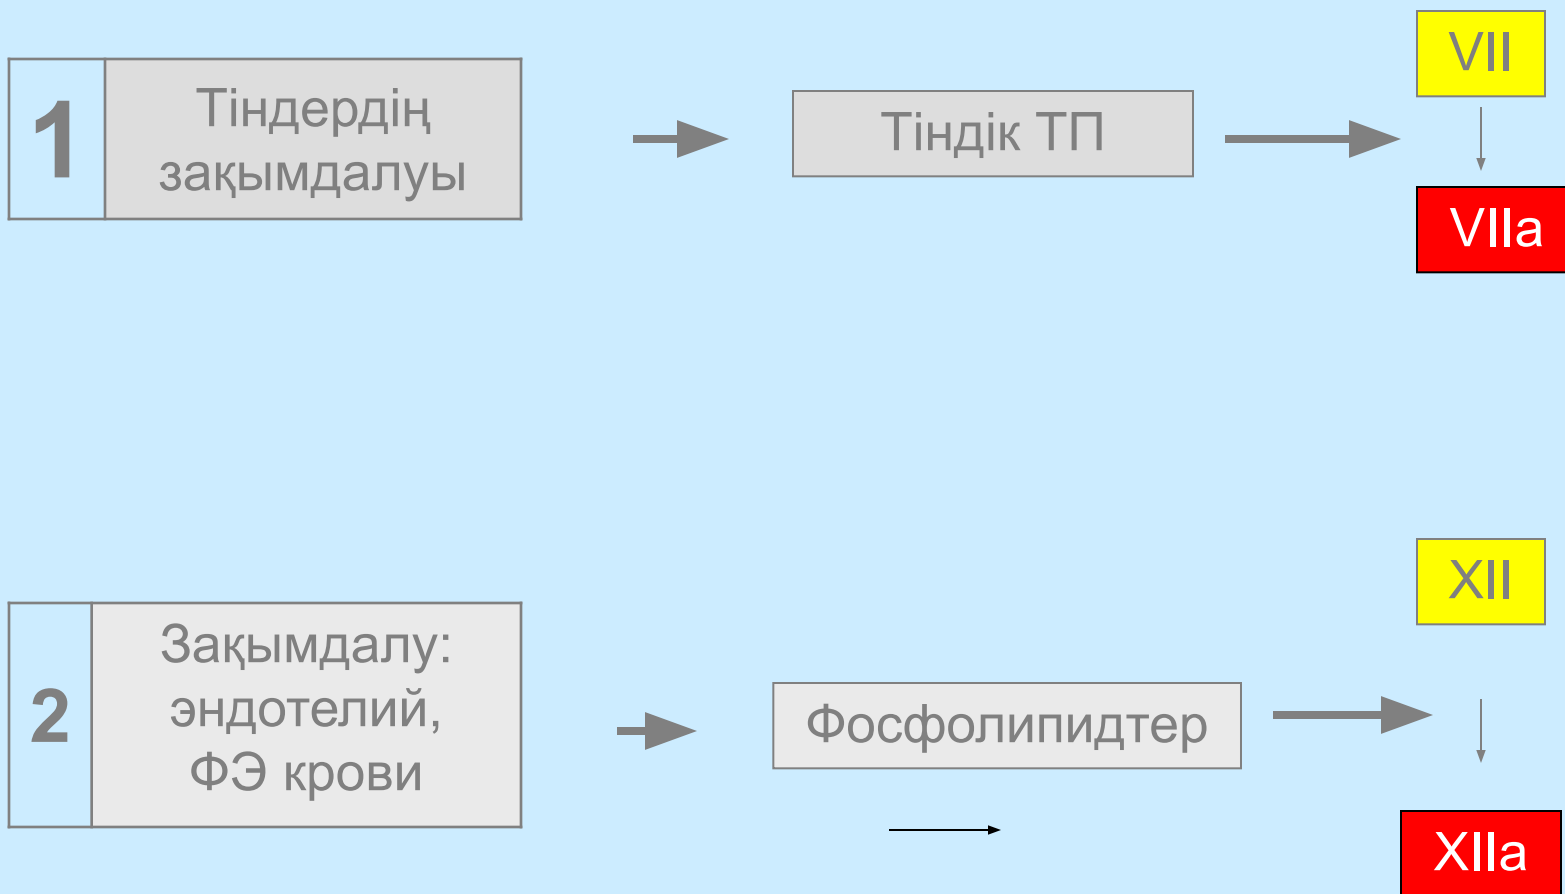 VII
1
Тіндердің
зақымдалуы
Тіндік ТП
VIIa
XII
2
Зақымдалу:
эндотелий,
ФЭ крови
Фосфолипидтер
XIIa